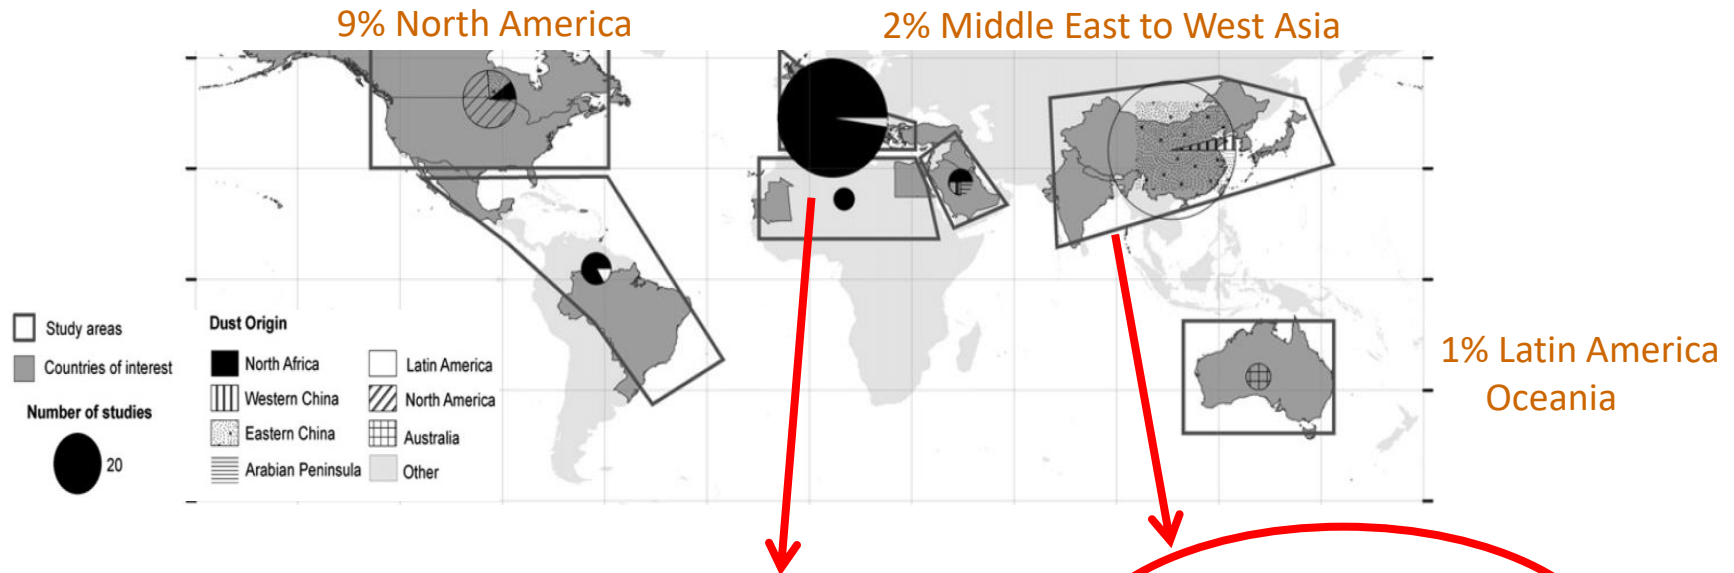 9% North America
2% Middle East to West Asia
1% Latin America
Oceania
Study areas
Countries of interest
Number of studies
20
Dust Origin
North Africa
Latin America
Western China
North America
Eastern China
Australia
Arabian Peninsula
Other